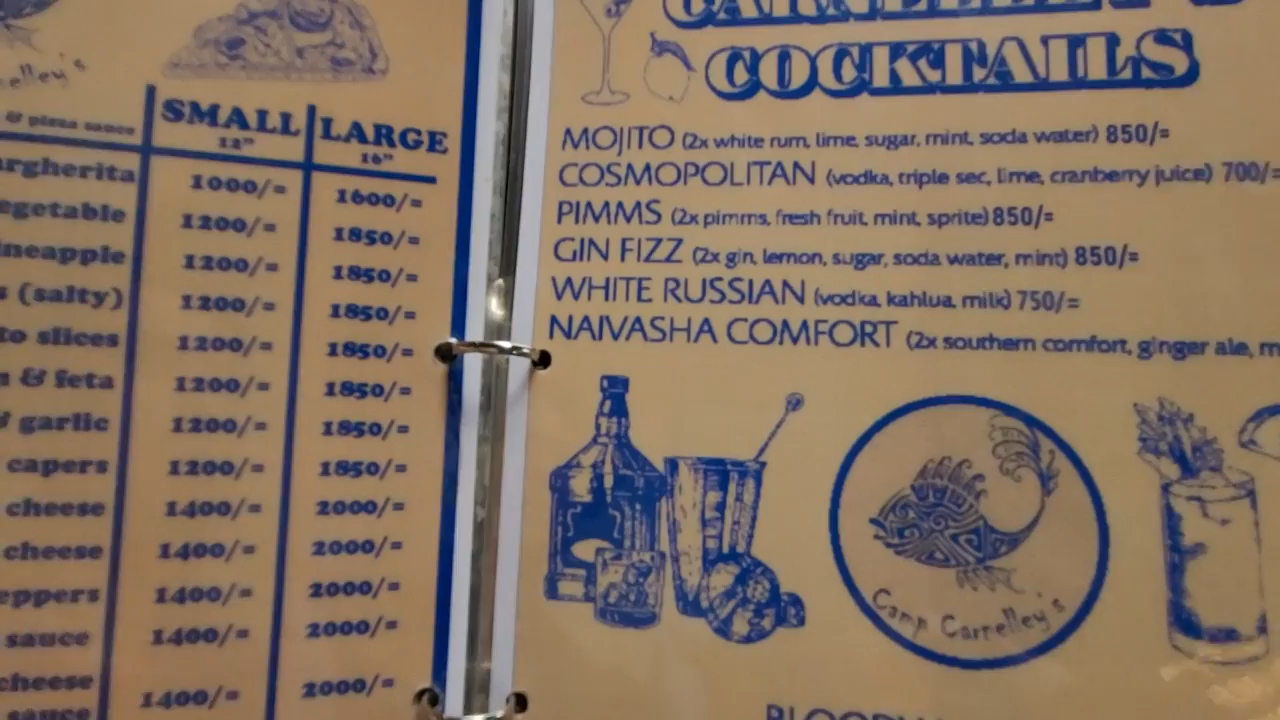 elley's
& pizza sauce SMALL LARGE
12" 16"
argherita 1000/= 1600/=
egetable 1200/= 1850/=
neapple 1200/= 1850/=
s (salty) 1200/= 1850/=
to slices 1200/= 1850/=
& feta 1200/= 1850/=
garlic 1200/= 1850/=
capers 1200/= 1850/=
cheese 1400/= 2000/=
cheese 1400/= 2000/=
eppers 1400/= 2000/=
sauce 1400/= 2000/=
cheese 1400/= 2000/=
sauce
CARNELLEY'S
COCKTAILS
MOJITO (2x white rum, lime, sugar, mint, soda water) 850/=
COSMOPOLITAN (vodka, triple sec, lime, cranberry juice) 700/=
PIMMS (2x pimms, fresh fruit, mint, sprite) 850/=
GIN FIZZ (2x gin, lemon, sugar, soda water, mint) 850/=
WHITE RUSSIAN (vodka, kahlua, milk) 750/=
NAIVASHA COMFORT (2x southern comfort, ginger ale, m
Camp Carnelley's